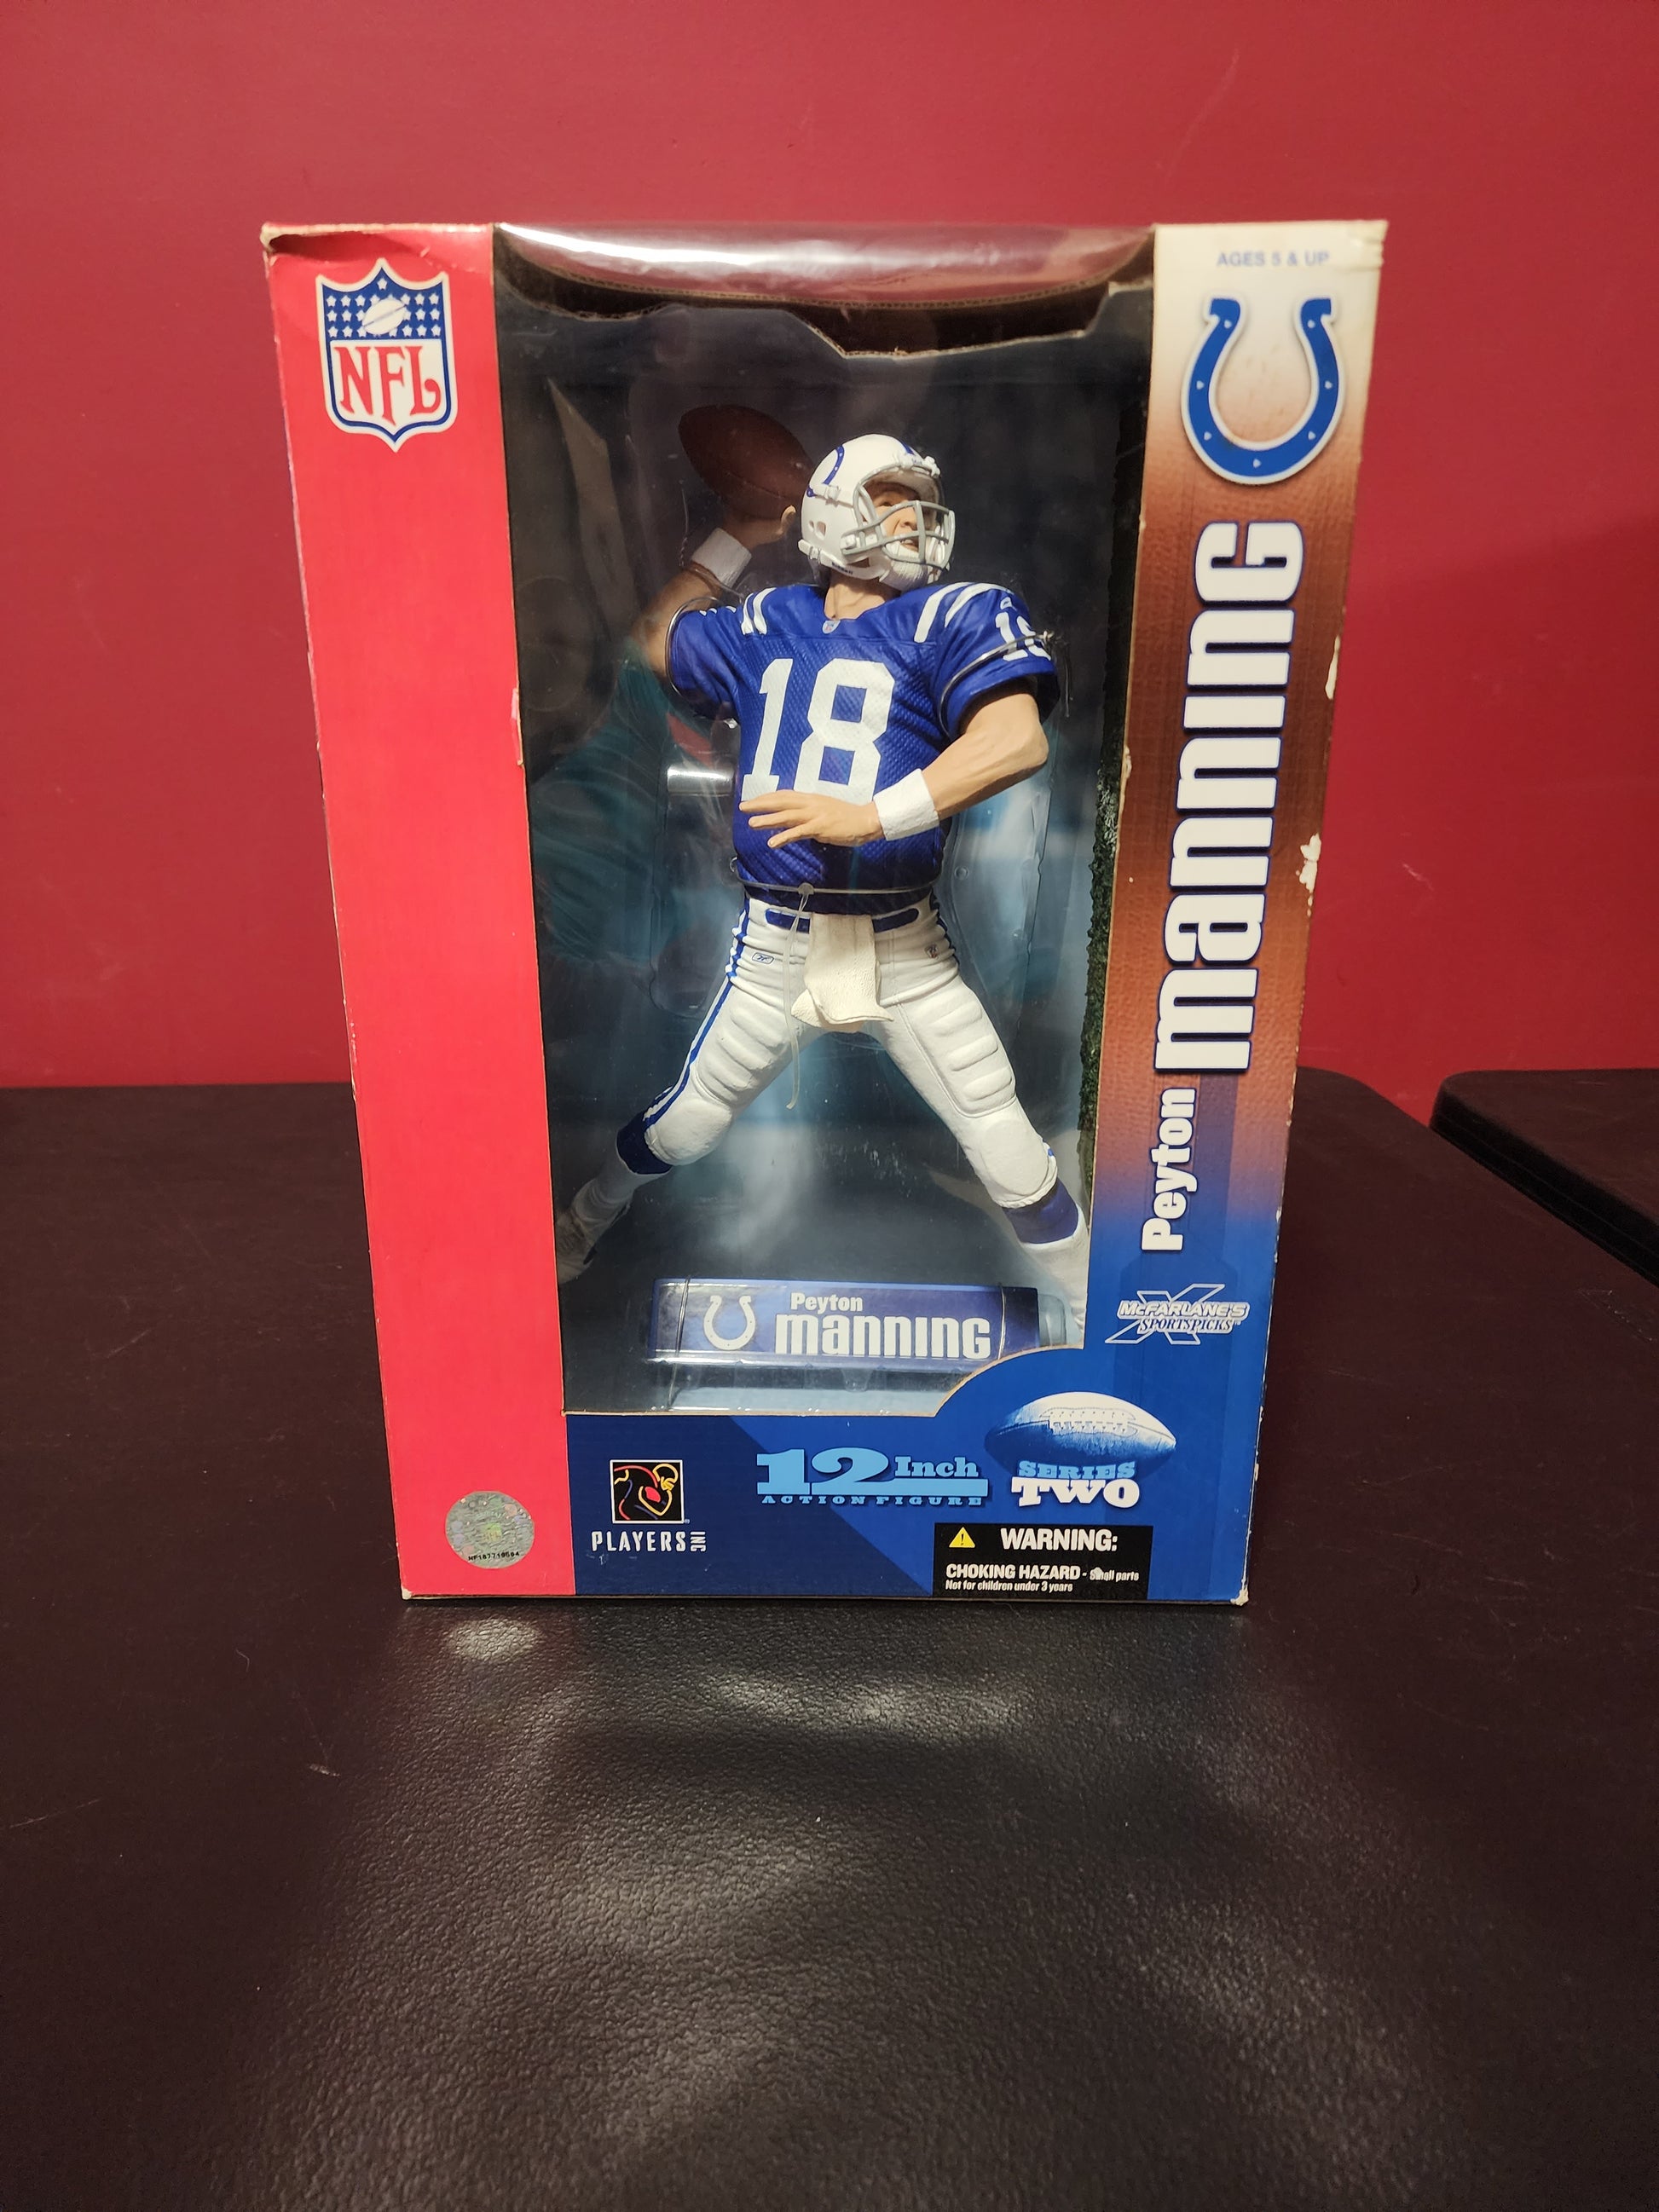 AGES 5 & UP
NFL
18
18
Peyton manning
Peyton
manning
McFARLANE'S
SPORTSPICKS
12 Inch
ACTION FIGURE
SERIES
TWO
PLAYERS INC
WARNING:
CHOKING HAZARD - Small parts
Not for children under 3 years